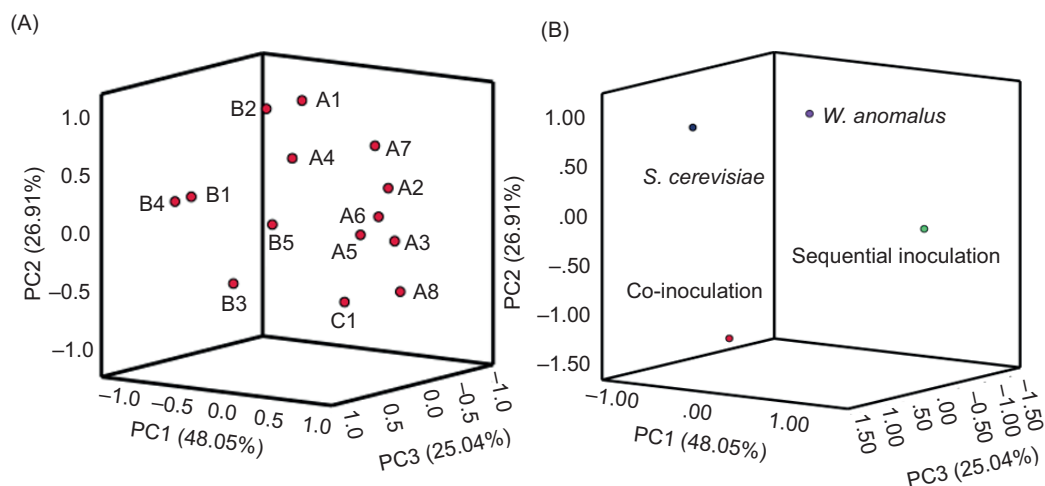 (A)
1.0
0.5
0.0
–0.5
–1.0
PC2 (26.91%)
B2
A1
A4
A7
A2
B4
B1
A6
B5
A5
A3
B3
A8
C1
–1.0
–0.5
0.0
0.5
1.0
PC1 (48.05%)
1.0
0.5
0.0
–0.5
–1.0
PC3 (25.04%)
(B)
1.00
.50
.00
–.50
–1.00
–1.50
PC2 (26.91%)
W. anomalus
S. cerevisiae
Sequential inoculation
Co-inoculation
–1.00
.00
1.00
PC1 (48.05%)
1.50
1.00
.50
.00
–0.50
–1.00
–1.50
PC3 (25.04%)